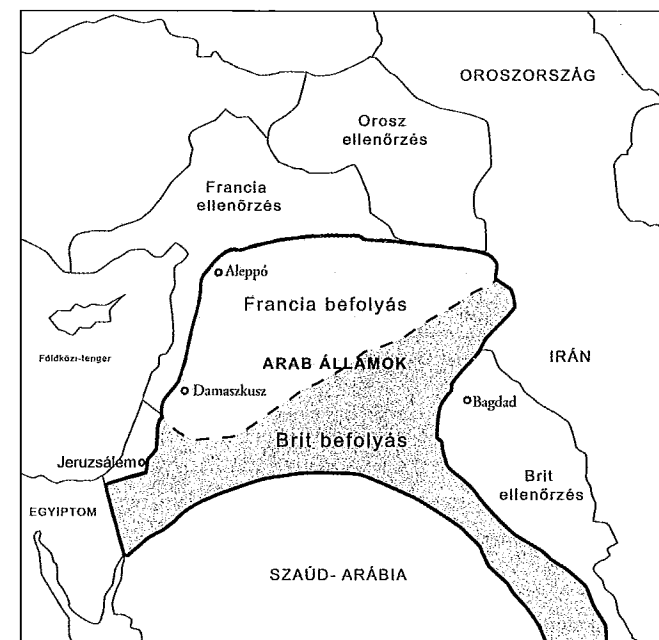 OROSZORSZÁG
Orosz
ellenőrzés
Francia
ellenőrzés
Aleppó
Francia befolyás
Földközi-tenger
ARAB ÁLLAMOK
IRÁN
Damaszkusz
Bagdad
Brit befolyás
Jeruzsálem
Brit
ellenőrzés
EGYIPTOM
SZAÚD- ARÁBIA